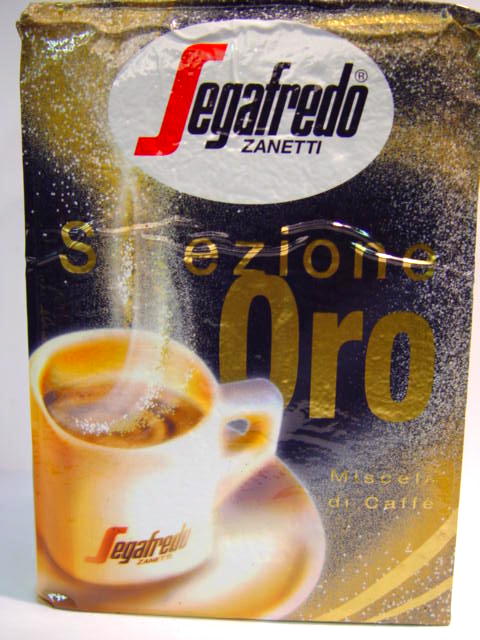 Segafredo®
ZANETTI
Selezione
Oro
Miscela
di Caffè
Segafredo
ZANETTI